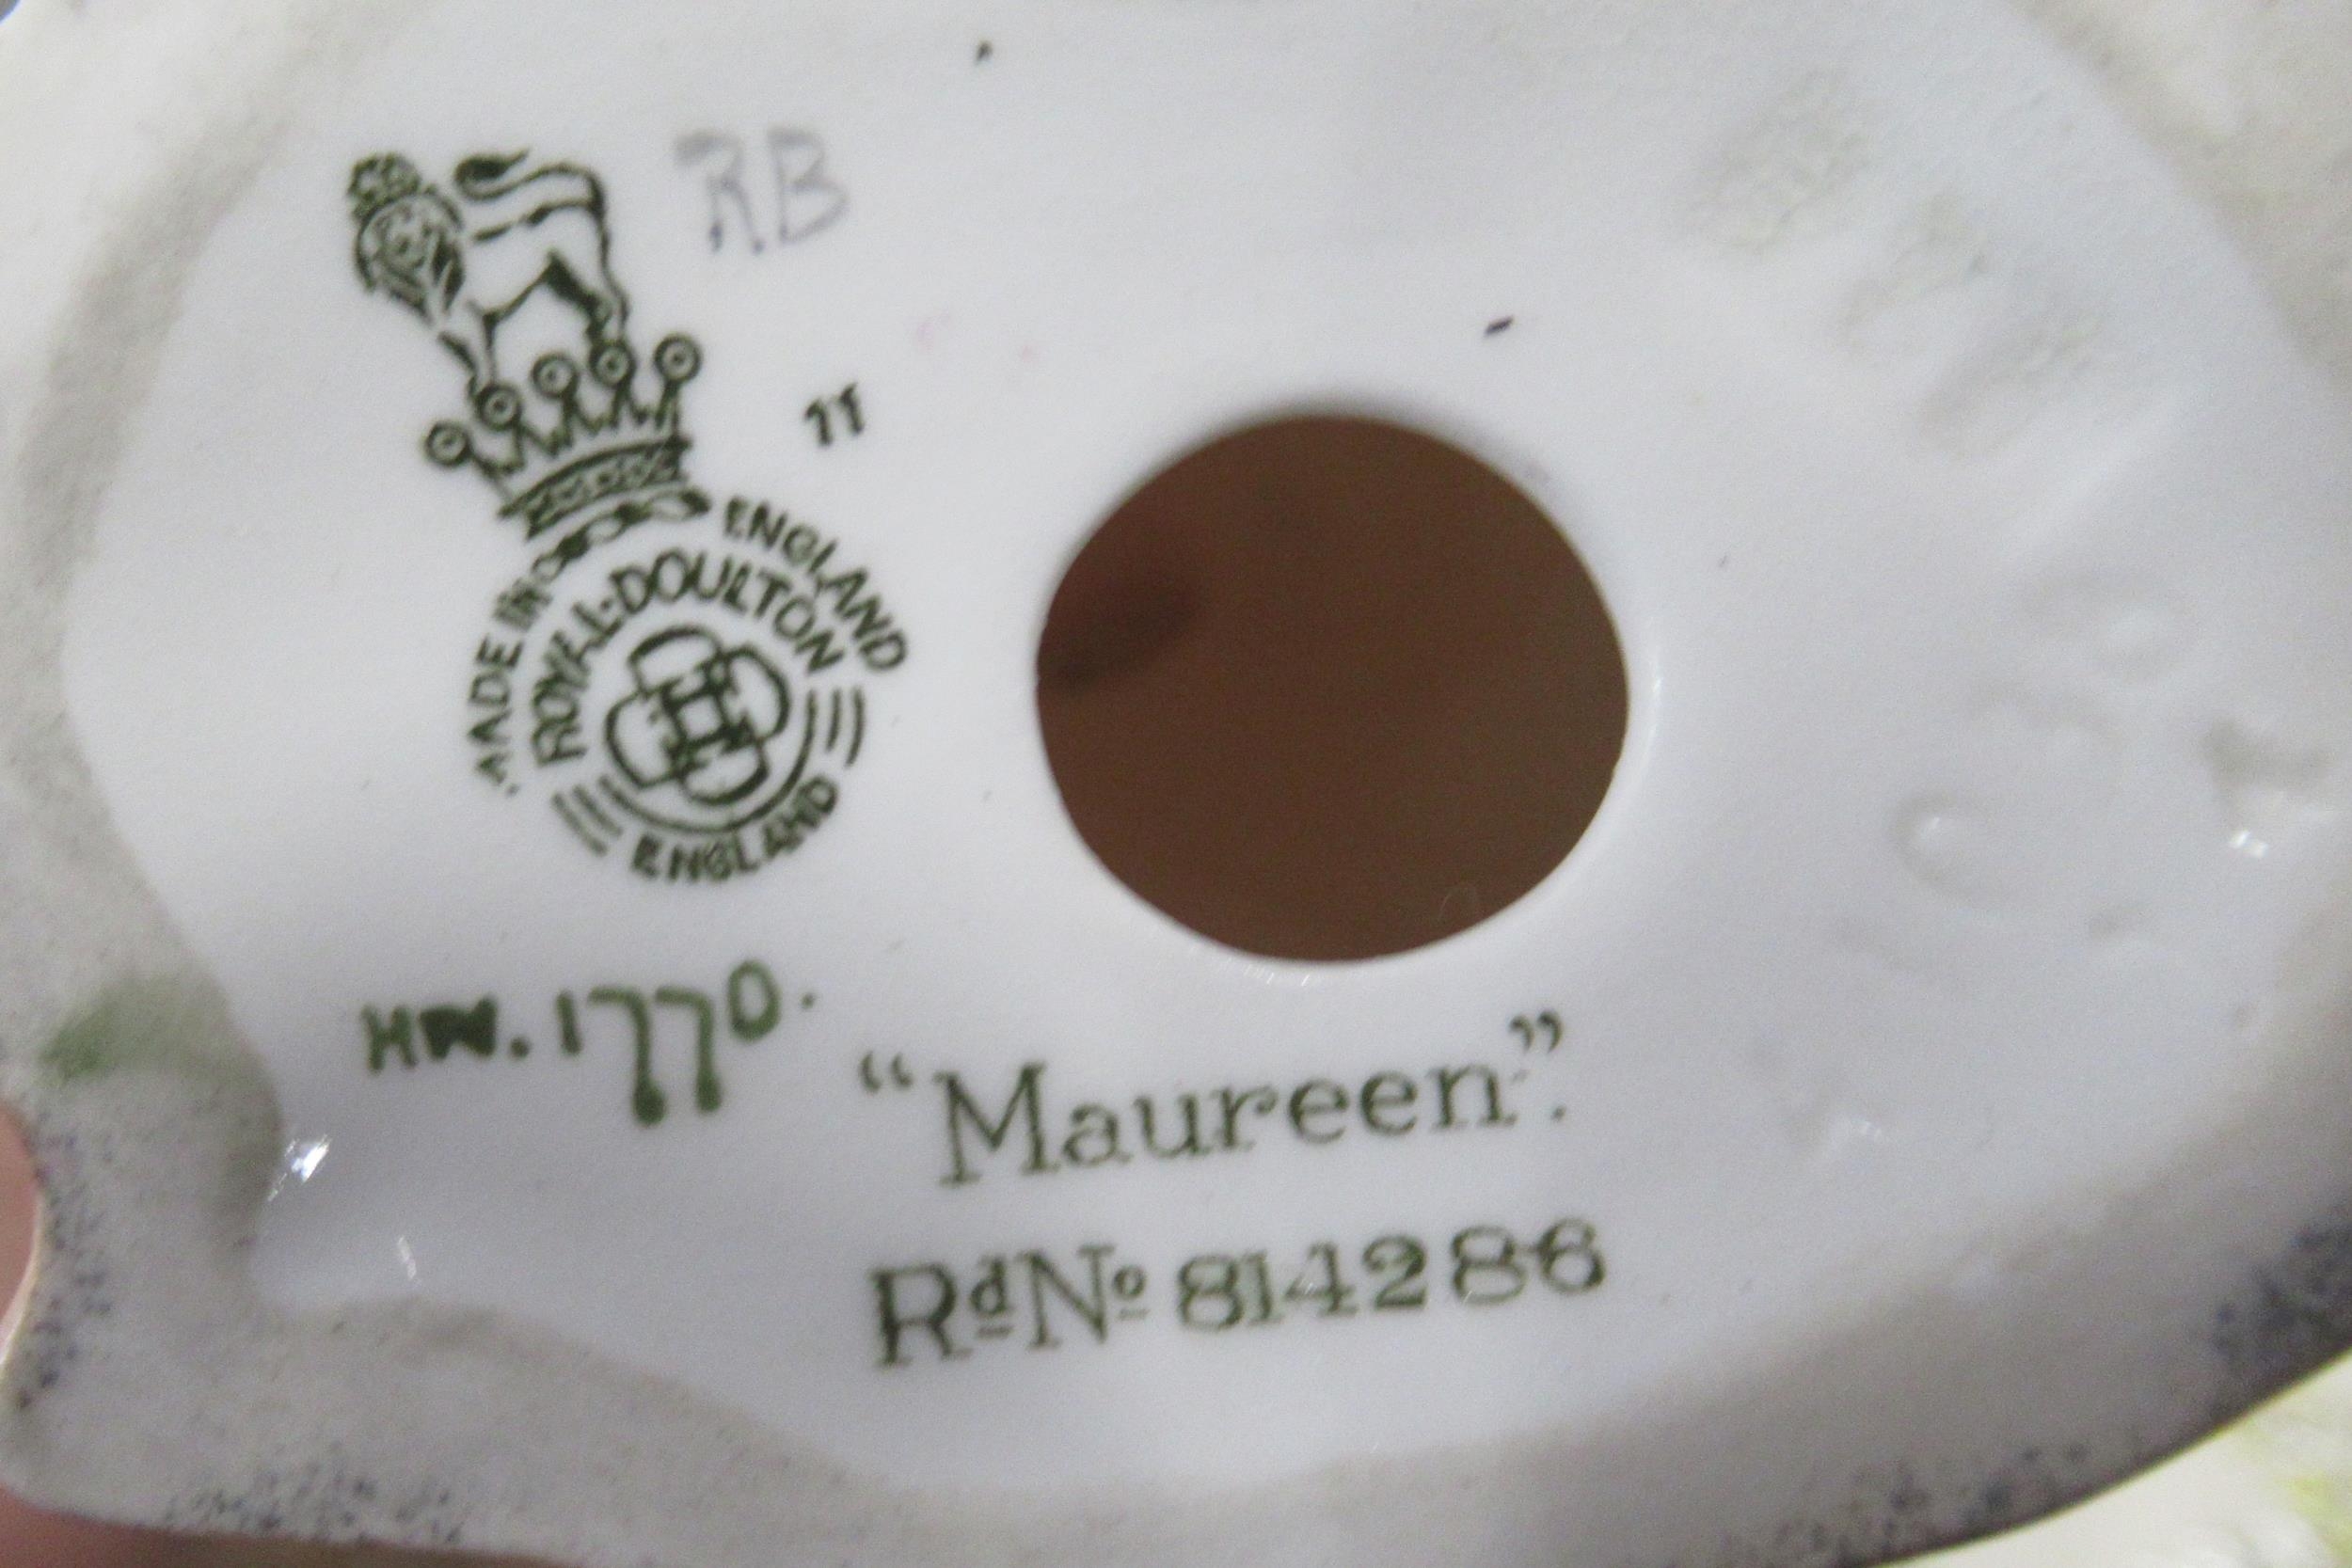 RB
11
MADE IN ENGLAND
ROYAL·DOULTON
ENGLAND
HN.1770.
"Maureen".
RdNo 814286